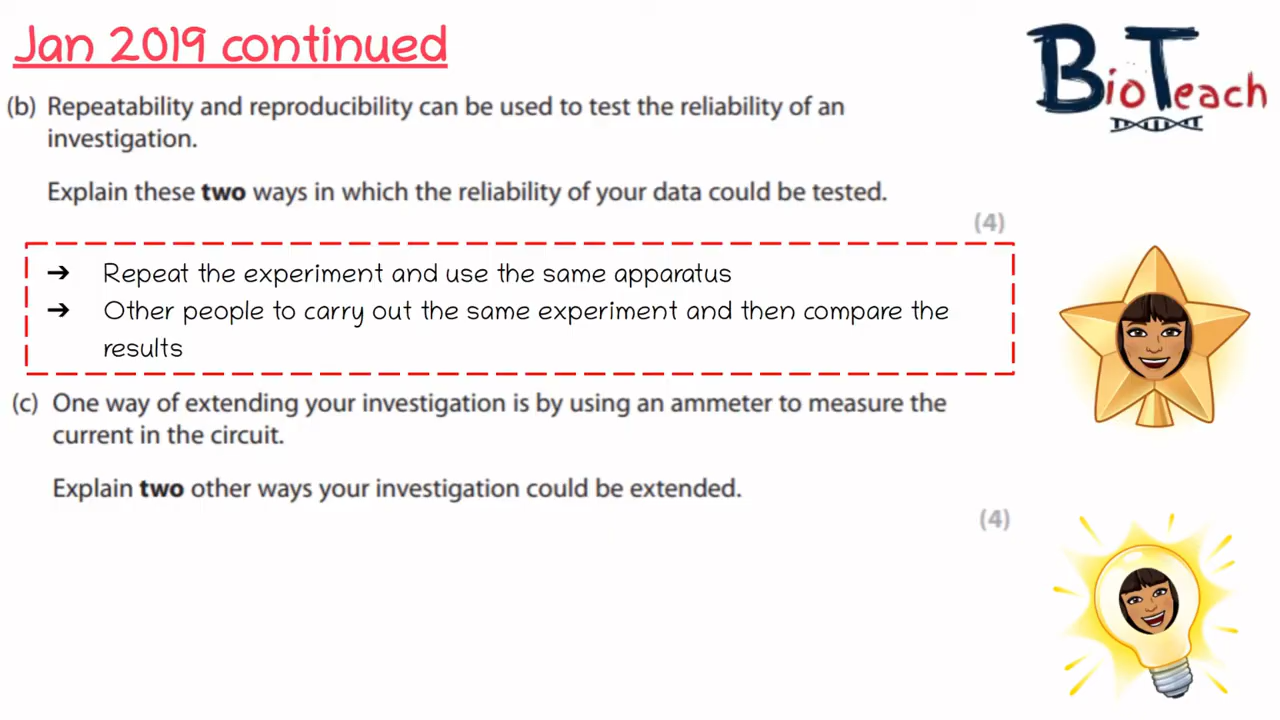 Jan 2019 continued
BioTeach
(b) Repeatability and reproducibility can be used to test the reliability of an
investigation.
Explain these two ways in which the reliability of your data could be tested.
(4)
➔ Repeat the experiment and use the same apparatus
➔ Other people to carry out the same experiment and then compare the
results
(c) One way of extending your investigation is by using an ammeter to measure the
current in the circuit.
Explain two other ways your investigation could be extended.
(4)